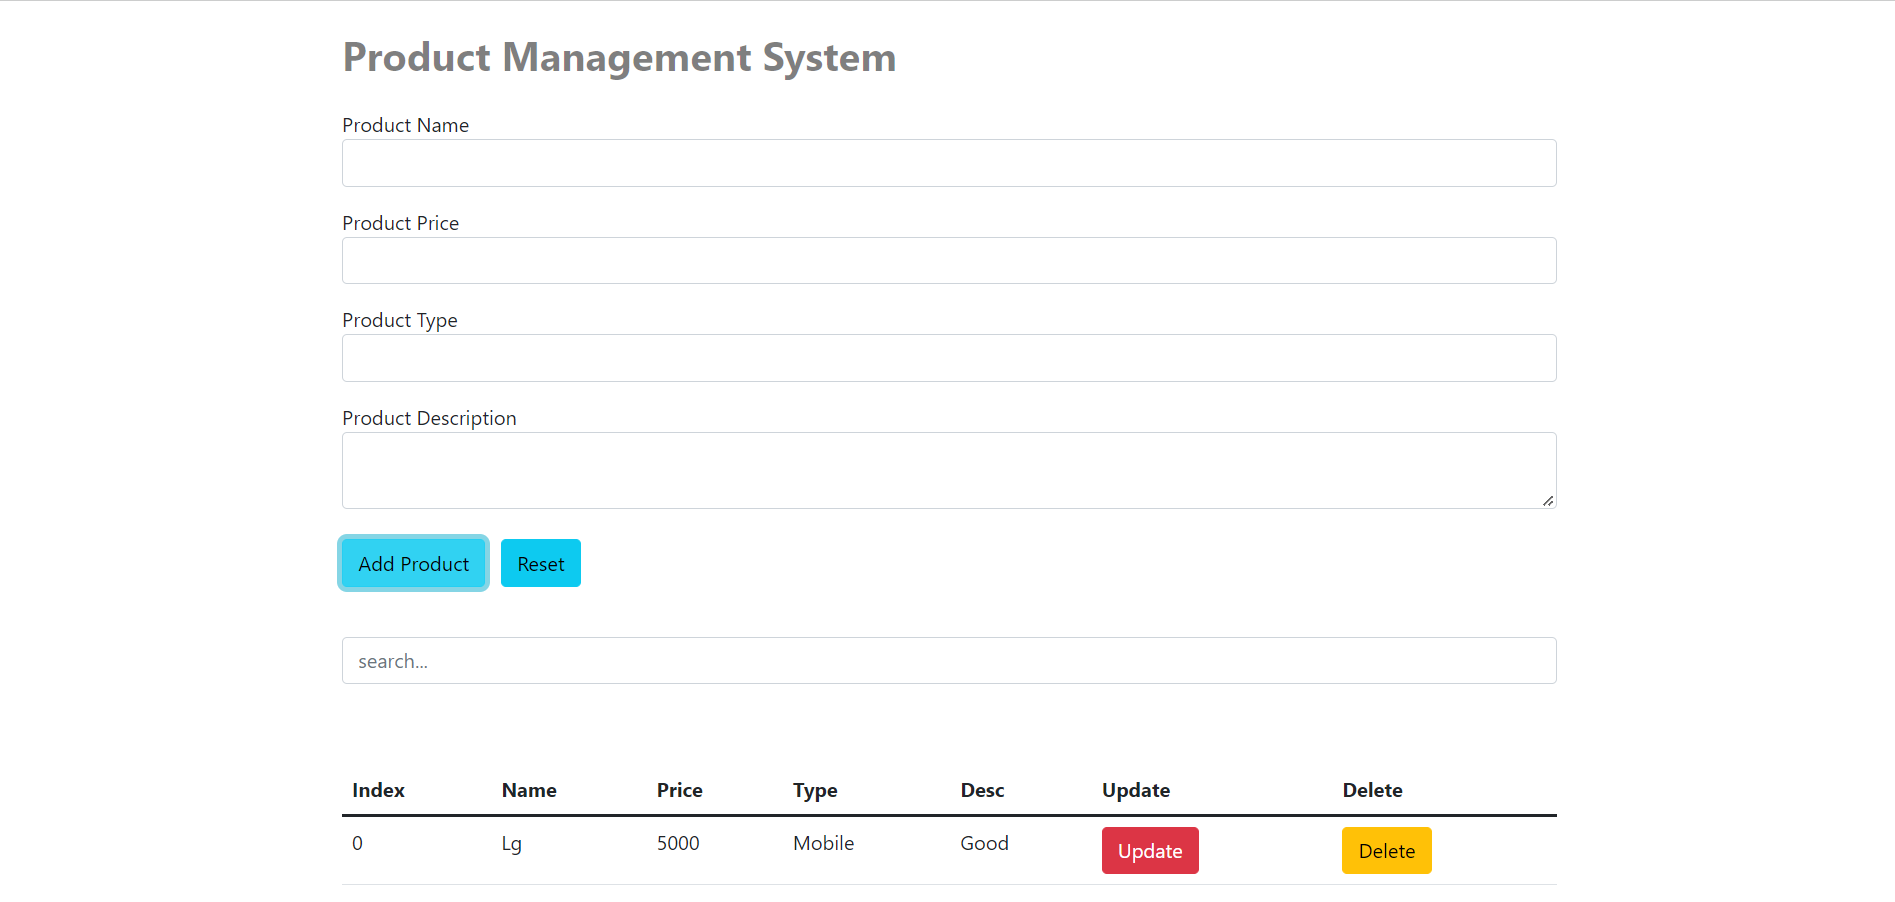 Product Management System
Product Name
Product Price
Product Type
Product Description
Add Product Reset
search...
Index Name Price Type Desc Update Delete
0 Lg 5000 Mobile Good Update Delete